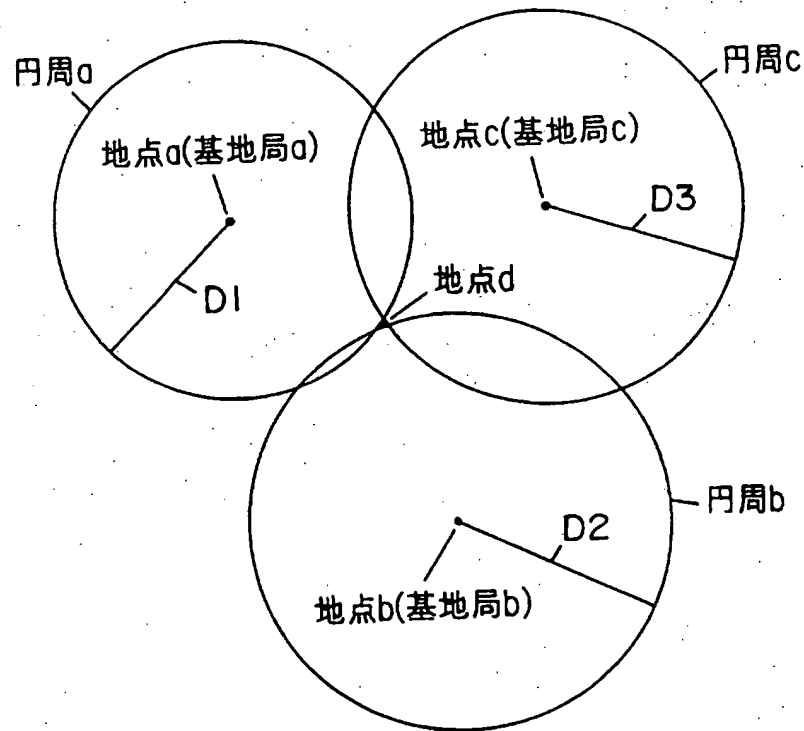 円周a
円周c
地点a(基地局a)
地点c(基地局c)
D3
地点d
D1
円周b
D2
地点b(基地局b)